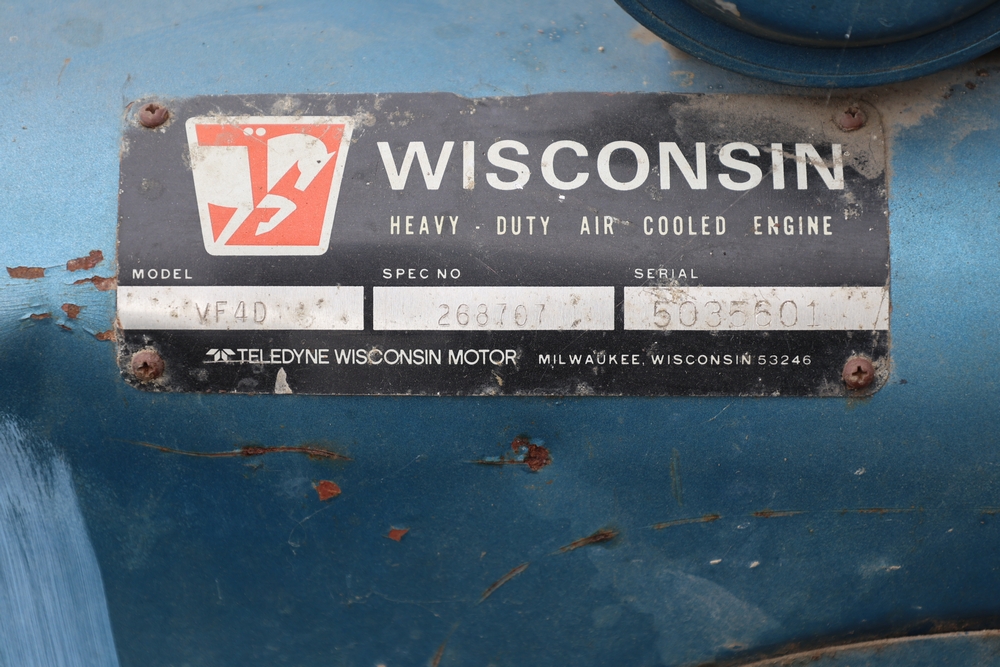 WISCONSIN
HEAVY - DUTY AIR COOLED ENGINE
MODEL SPEC NO SERIAL
VF4D 268707 5035601
TELEDYNE WISCONSIN MOTOR MILWAUKEE, WISCONSIN 53246